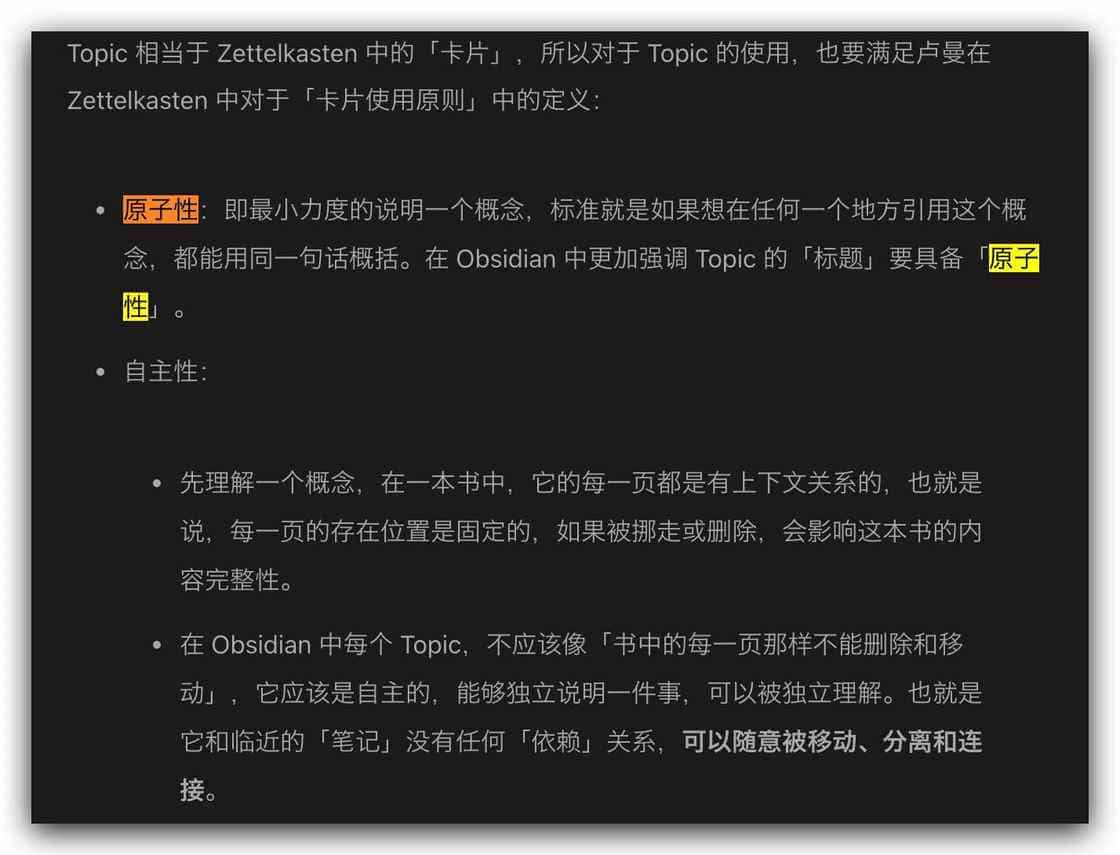 Topic 相当于 Zettelkasten 中的「卡片」，所以对于 Topic 的使用，也要满足卢曼在
Zettelkasten 中对于「卡片使用原则」中的定义：
• 原子性：即最小力度的说明一个概念，标准就是如果想在任何一个地方引用这个概
念，都能用同一句话概括。在 Obsidian 中更加强调 Topic 的「标题」要具备「原子
性」。
• 自主性：
• 先理解一个概念，在一本书中，它的每一页都是有上下文关系的，也就是
说，每一页的存在位置是固定的，如果被挪走或删除，会影响这本书的内
容完整性。
• 在 Obsidian 中每个 Topic，不应该像「书中的每一页那样不能删除和移
动」，它应该是自主的，能够独立说明一件事，可以被独立理解。也就是
它和临近的「笔记」没有任何「依赖」关系，可以随意被移动、分离和连
接。